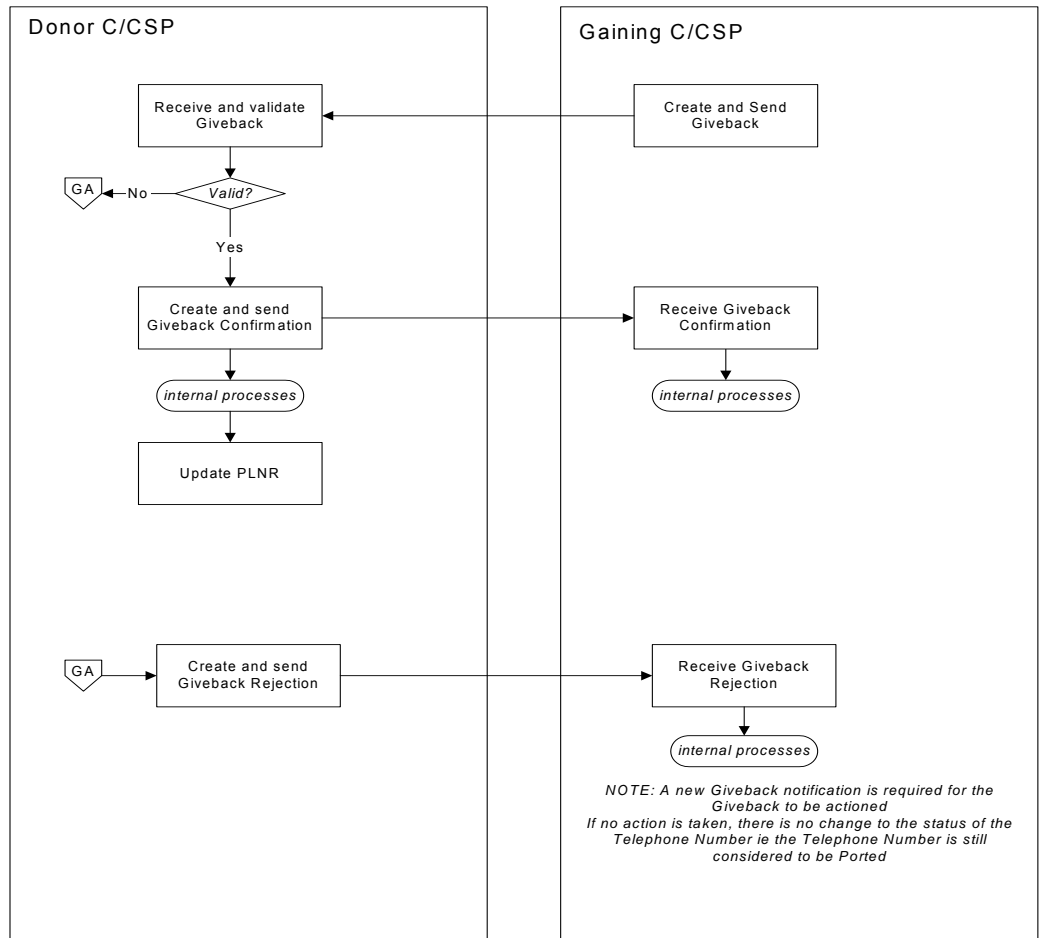 Donor C/CSP
Gaining C/CSP
Receive and validate
Giveback
Create and Send
Giveback
GA
No
Valid?
Yes
Create and send
Giveback Confirmation
Receive Giveback
Confirmation
internal processes
internal processes
Update PLNR
GA
Create and send
Giveback Rejection
Receive Giveback
Rejection
internal processes
NOTE: A new Giveback notification is required for the
Giveback to be actioned
If no action is taken, there is no change to the status of the
Telephone Number ie the Telephone Number is still
considered to be Ported